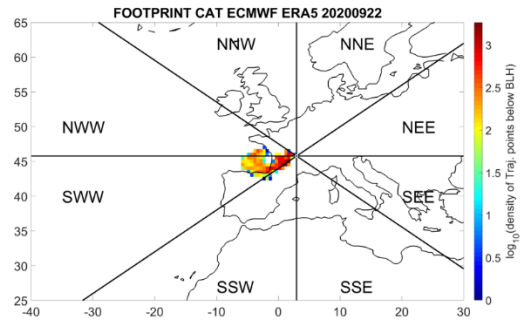 FOOTPRINT CAT ECMWF ERA5 20200922
65
60
55
50
45
40
35
30
25
-40
-30
-20
-10
0
10
20
30
NNW
NNE
NWW
NEE
SWW
SEE
SSW
SSE
3
2.5
2
1.5
1
0.5
0
log10(density of Traj. points below BLH)